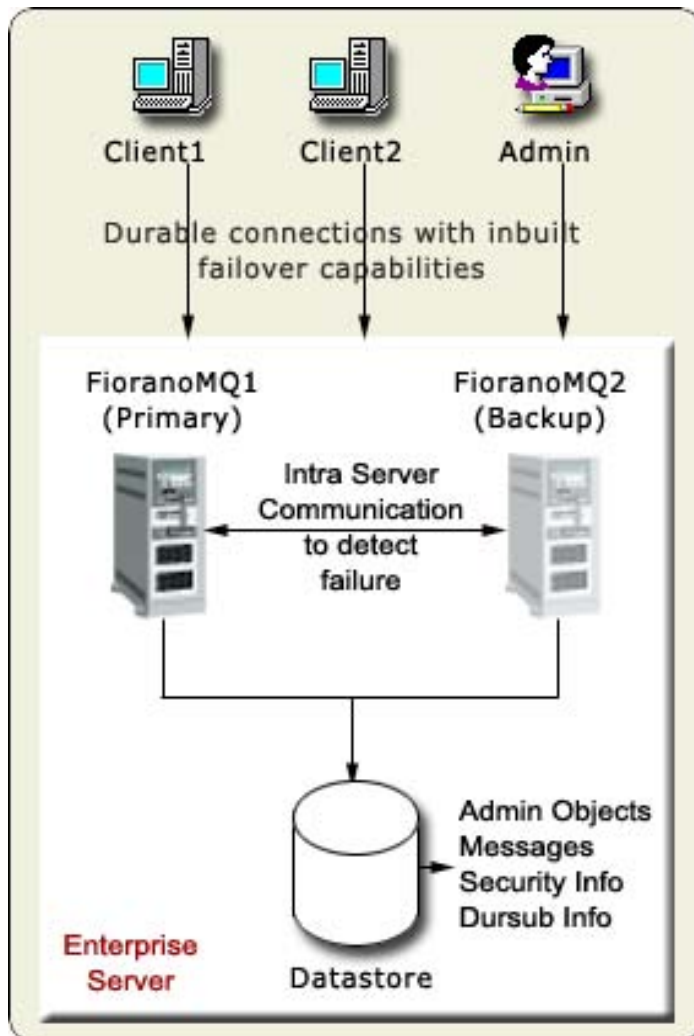 Client1
Client2
Admin
Durable connections with inbuilt
failover capabilities
FioranoMQ1
(Primary)
FioranoMQ2
(Backup)
Intra Server
Communication
to detect
failure
Admin Objects
Messages
Security Info
Dursub Info
Datastore
Enterprise
Server